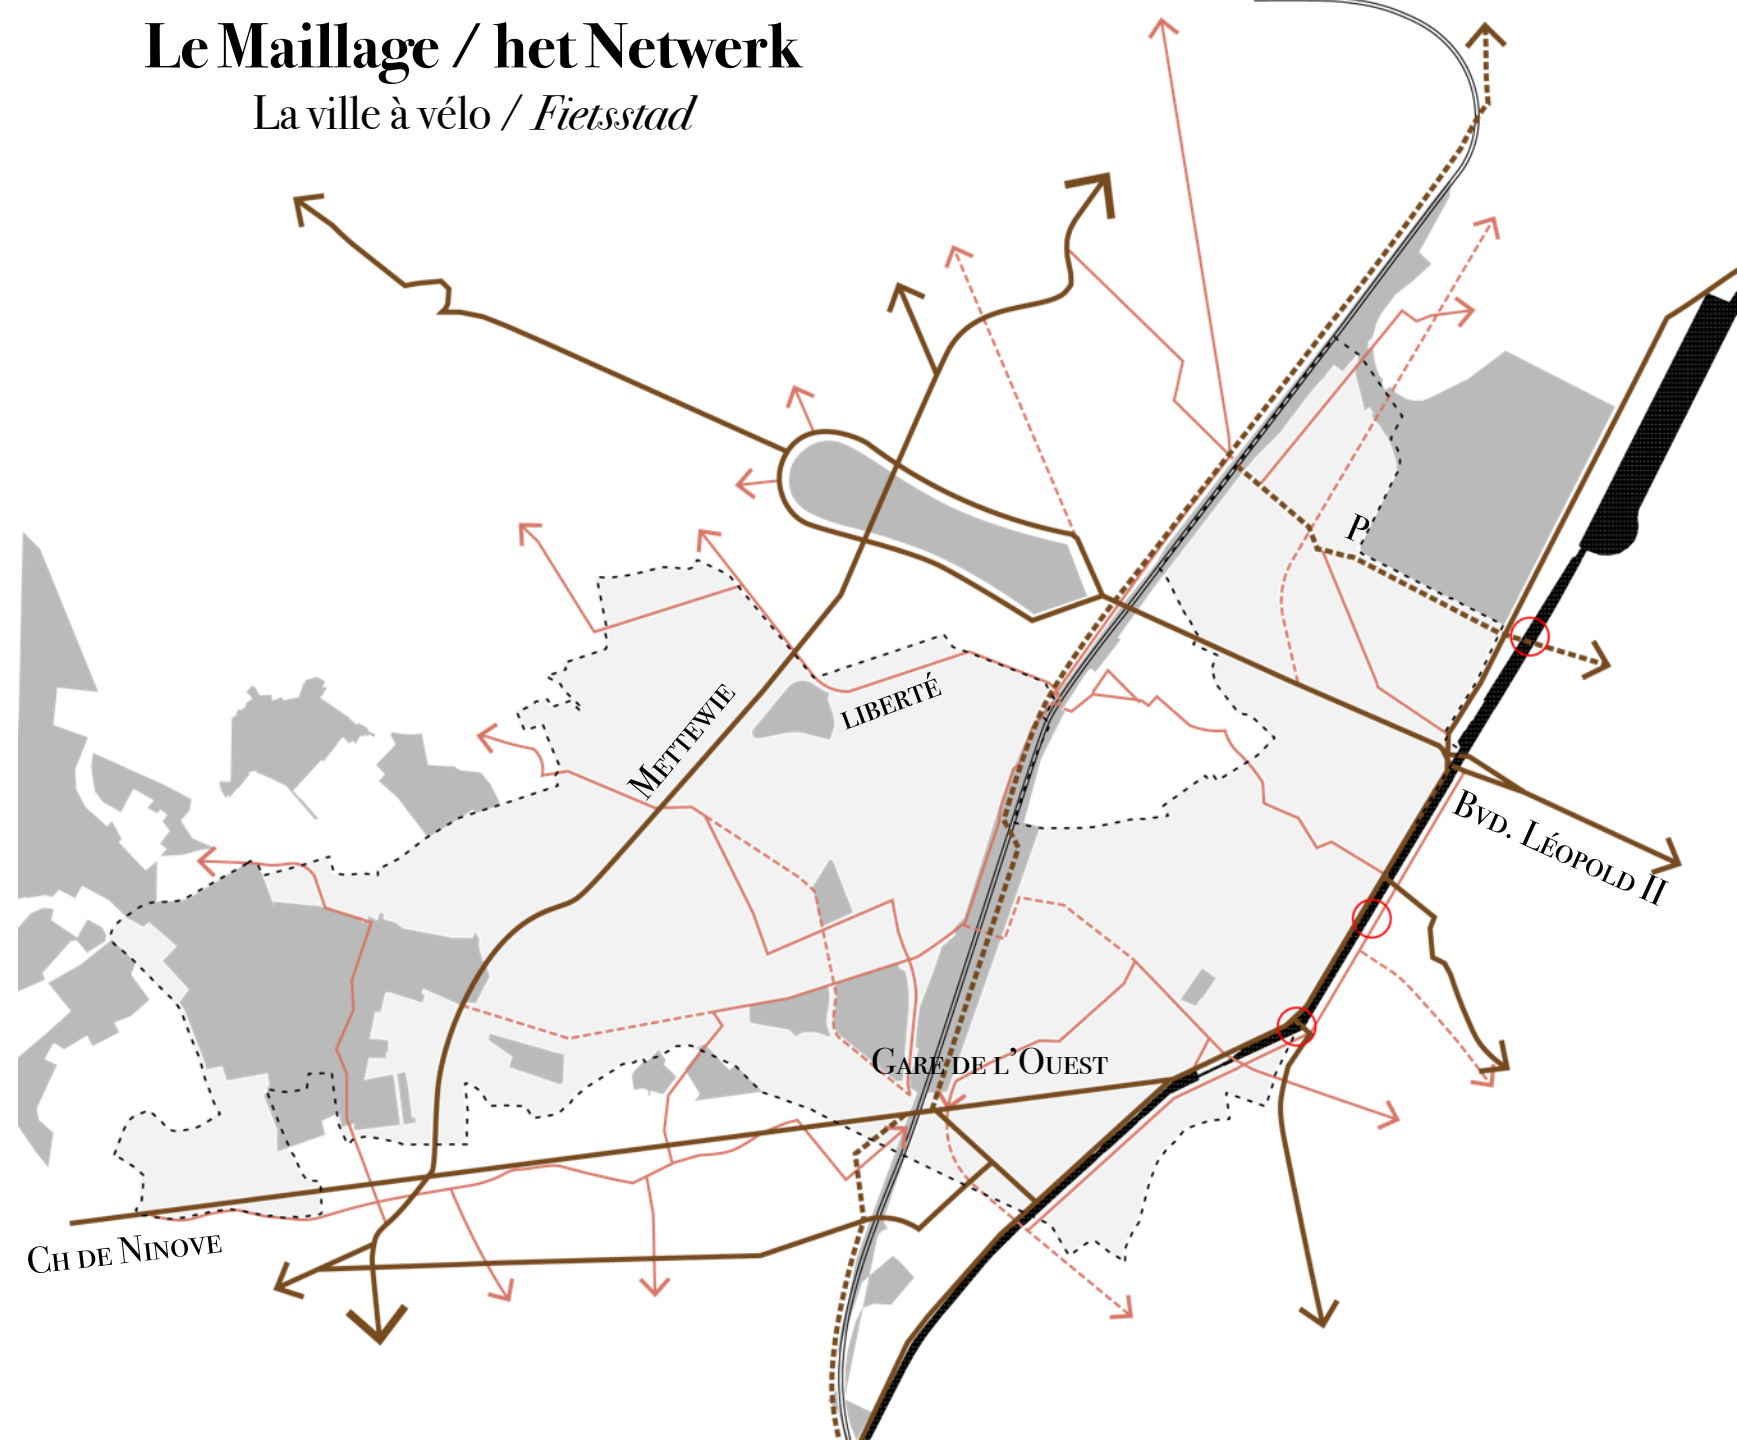 Le Maillage / het Netwerk
La ville à vélo / Fietsstad
P
Liberté
Mettewie
Bvd. Léopold II
Gare de l'Ouest
Ch de Ninove